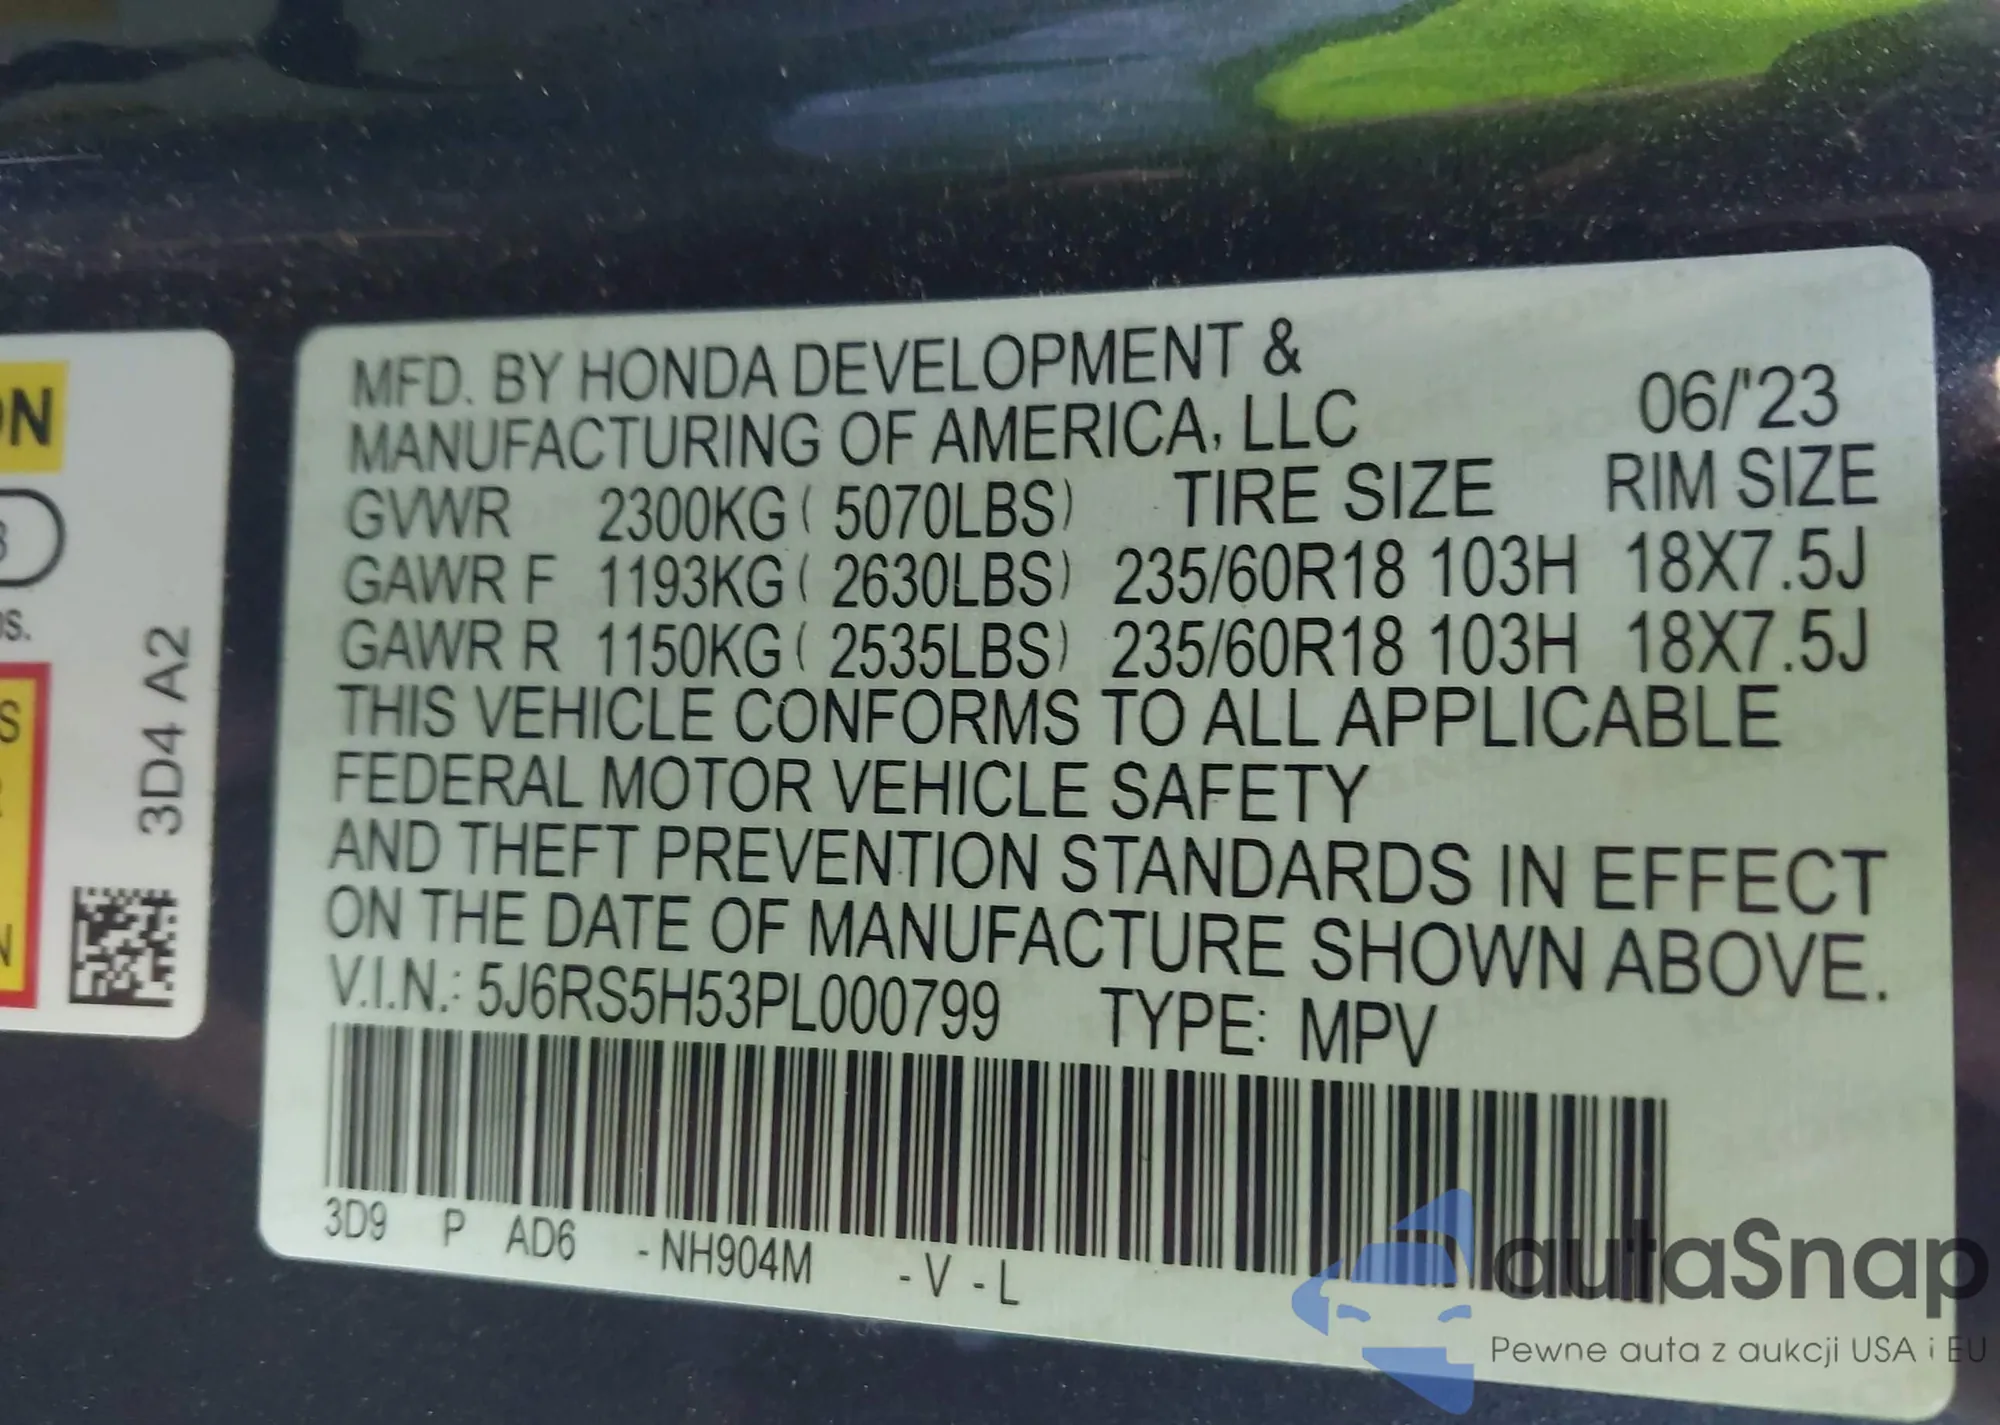 MFD. BY HONDA DEVELOPMENT &
MANUFACTURING OF AMERICA, LLC 06/'23
GVWR 2300KG ( 5070LBS) TIRE SIZE RIM SIZE
GAWR F 1193KG ( 2630LBS) 235/60R18 103H 18X7.5J
GAWR R 1150KG ( 2535LBS) 235/60R18 103H 18X7.5J
THIS VEHICLE CONFORMS TO ALL APPLICABLE
FEDERAL MOTOR VEHICLE SAFETY
AND THEFT PREVENTION STANDARDS IN EFFECT
ON THE DATE OF MANUFACTURE SHOWN ABOVE.
V.I.N.: 5J6RS5H53PL000799 TYPE: MPV
3D9 P AD6 -NH904M -V -L
3D4 A2
autaSnap
Pewne auta z aukcji USA i EU